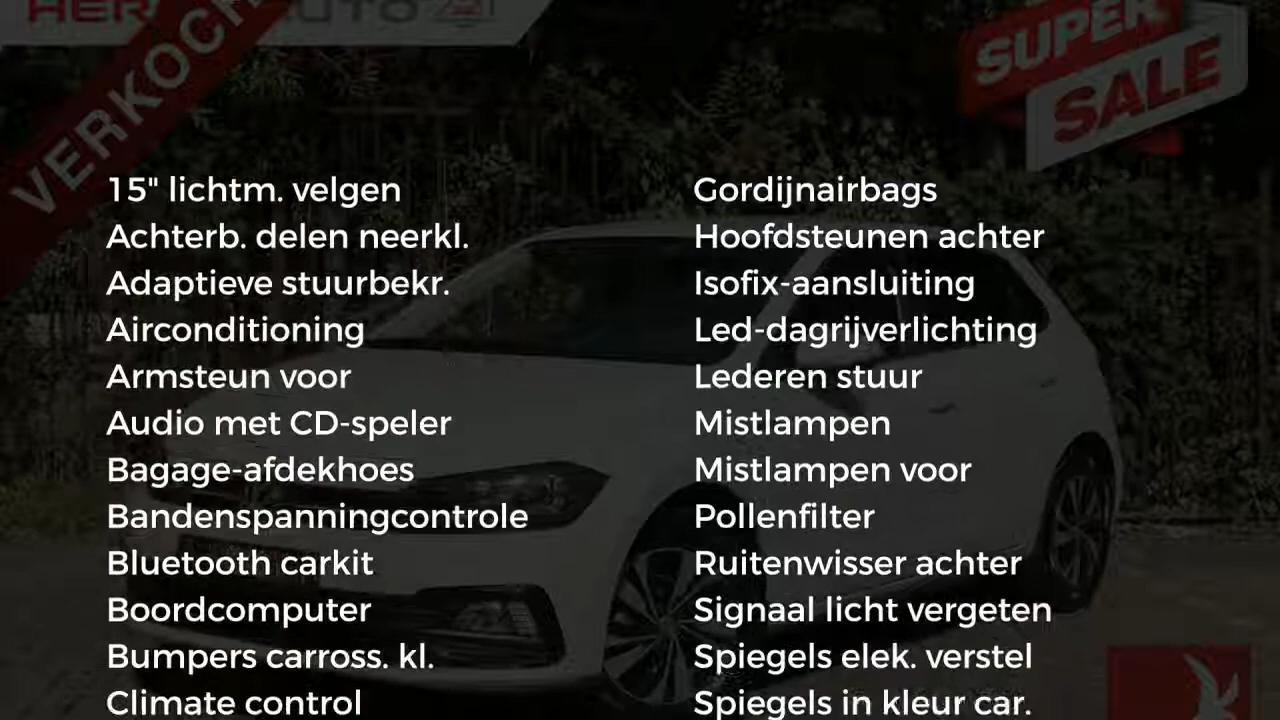 AUTO
VERKOCH
SUPER
SALE
15" lichtm. velgen
Achterb. delen neerkl.
Adaptieve stuurbekr.
Airconditioning
Armsteun voor
Audio met CD-speler
Bagage-afdekhoes
Bandenspanningcontrole
Bluetooth carkit
Boordcomputer
Bumpers carross. kl.
Climate control
Gordijnairbags
Hoofdsteunen achter
Isofix-aansluiting
Led-dagrijverlichting
Lederen stuur
Mistlampen
Mistlampen voor
Pollenfilter
Ruitenwisser achter
Signaal licht vergeten
Spiegels elek. verstel
Spiegels in kleur car.